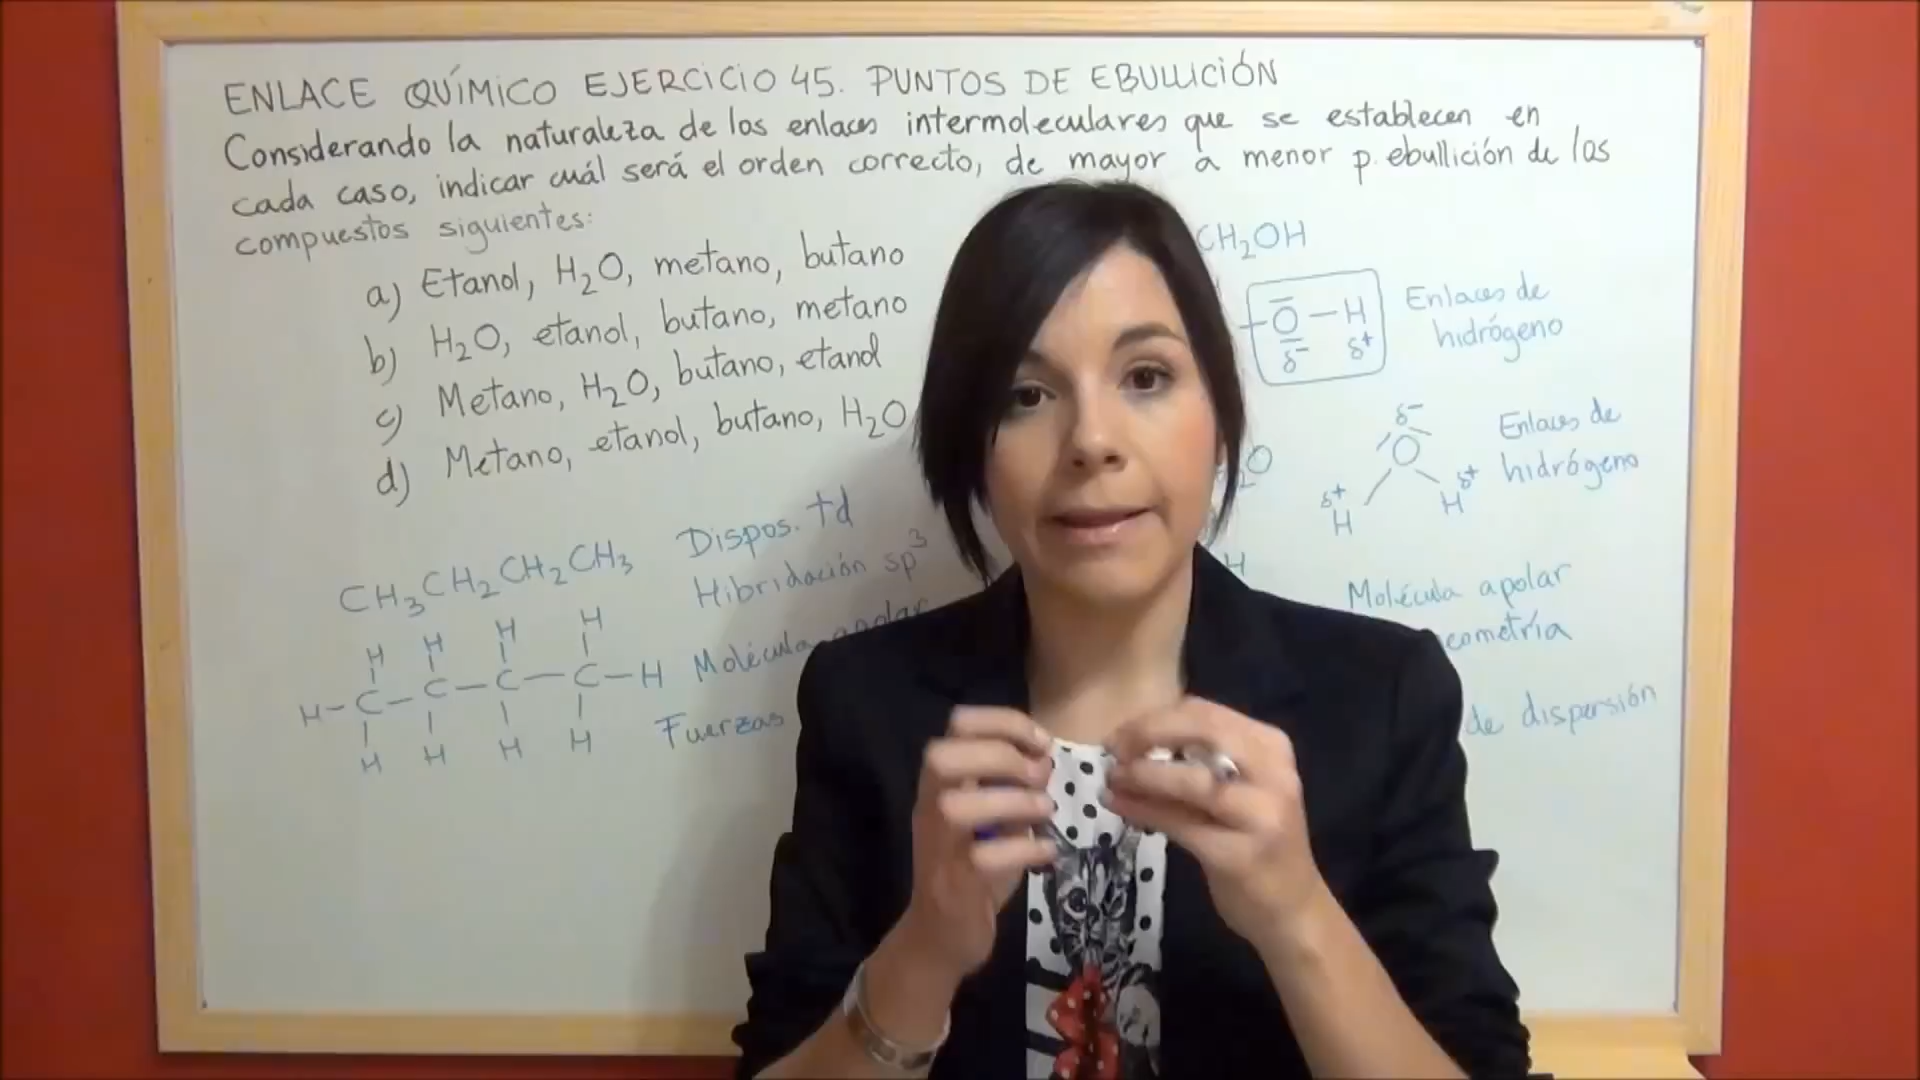 ENLACE QUÍMICO EJERCICIO 45. PUNTOS DE EBULLICIÓN
Considerando la naturaleza de los enlaces intermoleculares que se establecen en
cada caso, indicar cuál será el orden correcto, de mayor a menor p. ebullición de los
compuestos siguientes:
a) Etanol, H2O, metano, butano
b) H2O, etanol, butano, metano
c) Metano, H2O, butano, etanol
d) Metano, etanol, butano, H2O
CH3CH2CH2CH3
H H H H
H-C-C-C-C-H
H H H H
Dispos. td
Hibridación sp3
Molécula apolar
Fuerzas
CH2OH
-O-H
δ- δ+
Enlaces de
hidrógeno
O
δ-
O
δ+ δ+
H H
Enlaces de
hidrógeno
H
Molécula apolar
eometría
de dispersión